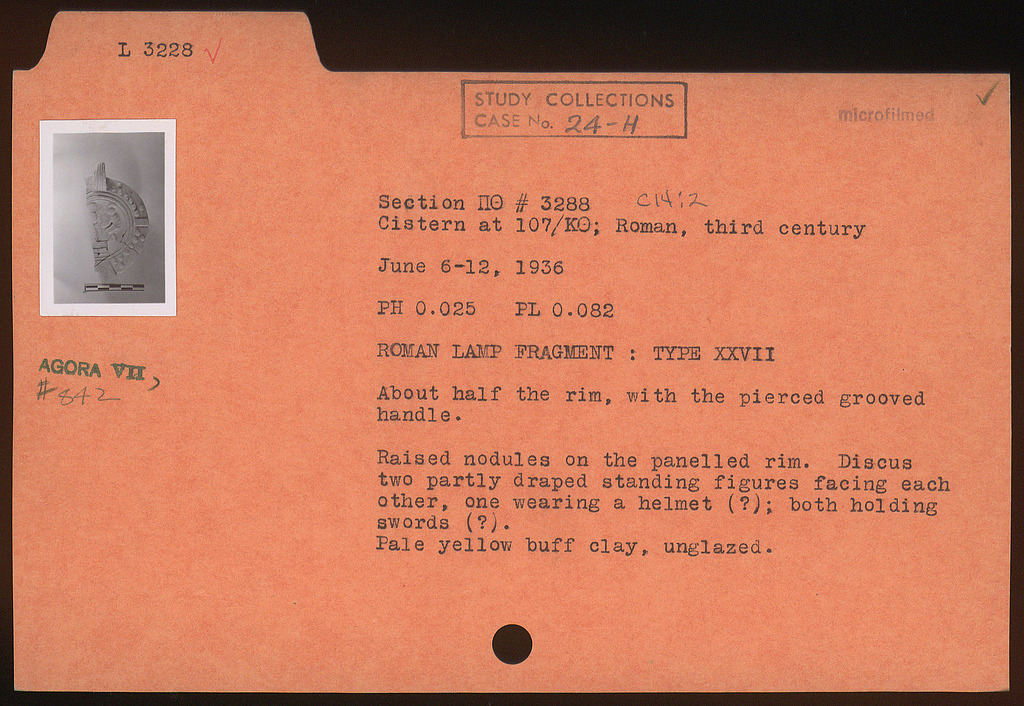 L 3228 ✓
STUDY COLLECTIONS
CASE No. 24-H
microfilmed
✓
Section ΠΘ # 3288 C14:2
Cistern at 107/ΚΘ; Roman, third century
June 6-12, 1936
PH 0.025 PL 0.082
ROMAN LAMP FRAGMENT : TYPE XXVII
AGORA VII,
#842
About half the rim, with the pierced grooved
handle.
Raised nodules on the panelled rim. Discus
two partly draped standing figures facing each
other, one wearing a helmet (?); both holding
swords (?).
Pale yellow buff clay, unglazed.